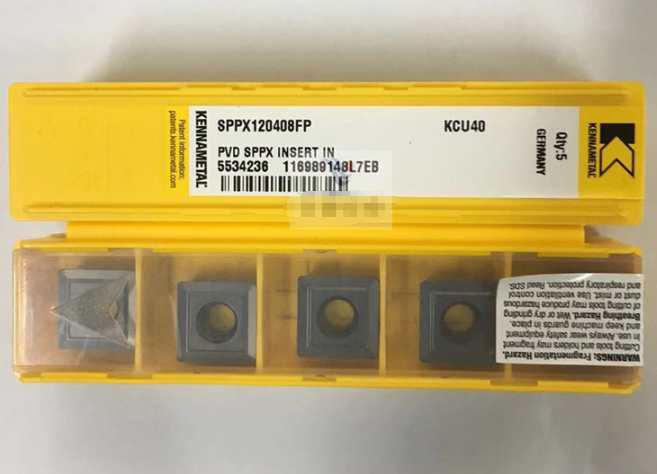 Patent information:
patents.kennametal.com
KENNAMETAL
SPPX120408FP
KCU40
PVD SPPX INSERT IN
5534236 116989148L7EB
Qty:5
GERMANY
KENNAMETAL
WARNINGS: Fragmentation Hazard.
Cutting tools and holders may fragment
in use. Always wear safety equipment
and keep machine guards in place.
Breathing Hazard. Wet or dry grinding
of cutting tools may produce hazardous
dust or mist. Use ventilation control
and respiratory protection. Read SDS.